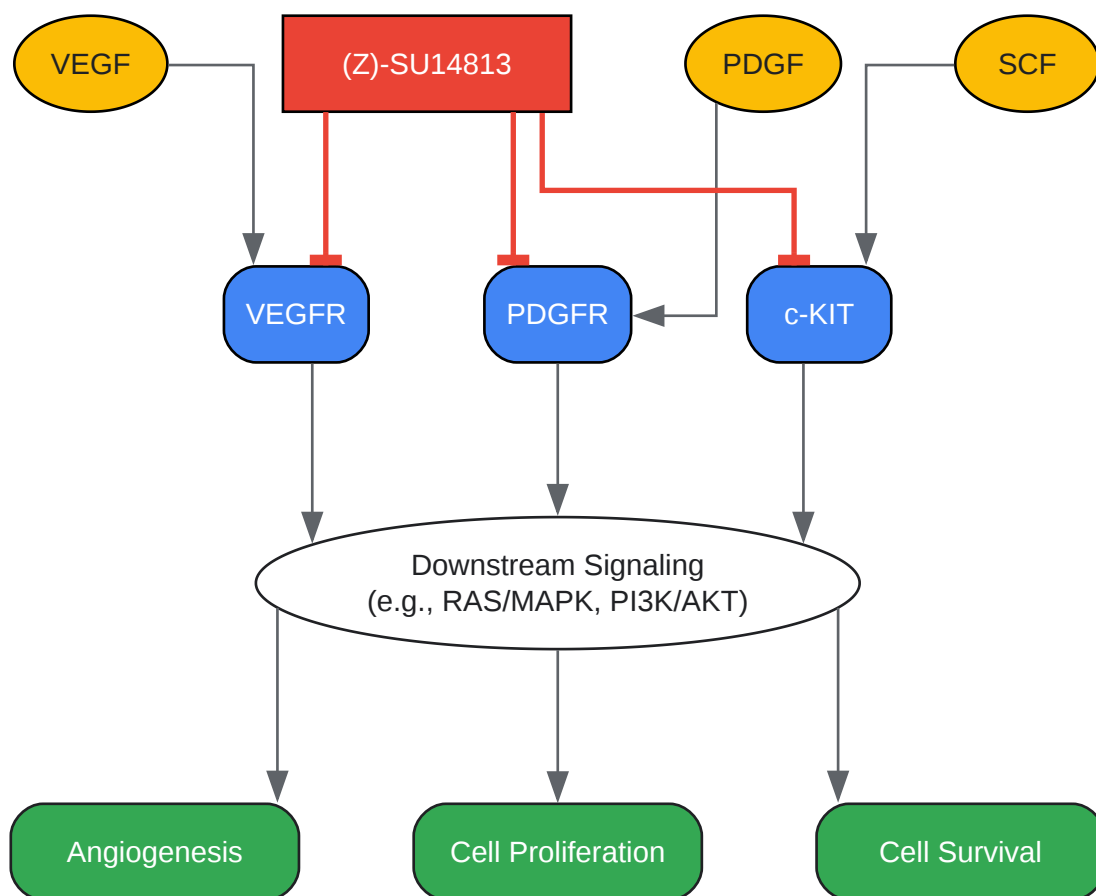 VEGF
(Z)-SU14813
PDGF
SCF
VEGFR
PDGFR
c-KIT
Downstream Signaling
(e.g., RAS/MAPK, PI3K/AKT)
Angiogenesis
Cell Proliferation
Cell Survival